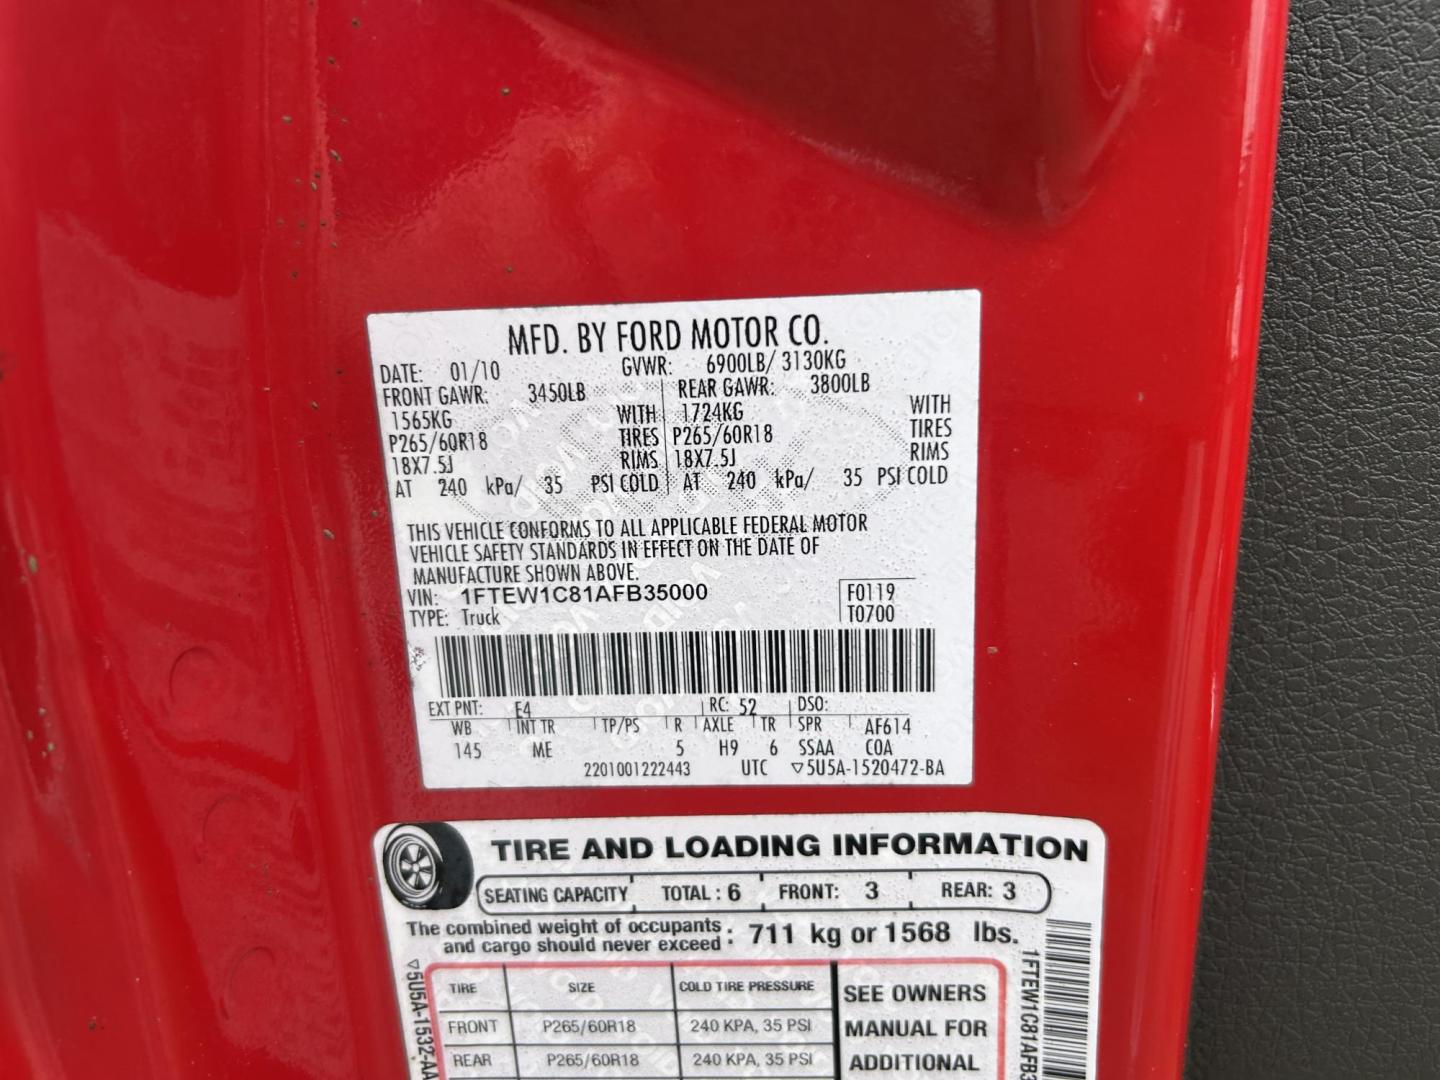 MFD. BY FORD MOTOR CO.
DATE: 01/10 GVWR: 6900LB/ 3130KG
FRONT GAWR: 3450LB REAR GAWR: 3800LB
1565KG WITH 1724KG WITH
P265/60R18 TIRES P265/60R18 TIRES
18X7.5J RIMS 18X7.5J RIMS
AT 240 kPa/ 35 PSI COLD AT 240 kPa/ 35 PSI COLD
THIS VEHICLE CONFORMS TO ALL APPLICABLE FEDERAL MOTOR
VEHICLE SAFETY STANDARDS IN EFFECT ON THE DATE OF
MANUFACTURE SHOWN ABOVE.
VIN: 1FTEW1C81AFB35000 F0119
TYPE: Truck T0700
EXT PNT: E4 RC: 52 DSO:
WB INT TR TP/PS R AXLE TR SPR AF614
145 ME 5 H9 6 SSAA COA
2201001222443 UTC ▽5U5A-1520472-BA
TIRE AND LOADING INFORMATION
SEATING CAPACITY TOTAL : 6 FRONT: 3 REAR: 3
The combined weight of occupants
and cargo should never exceed : 711 kg or 1568 lbs.
TIRE SIZE COLD TIRE PRESSURE
FRONT P265/60R18 240 KPA, 35 PSI
REAR P265/60R18 240 KPA, 35 PSI
SEE OWNERS
MANUAL FOR
ADDITIONAL
▽5U5A-1532-AA
1FTEW1C81AFB3